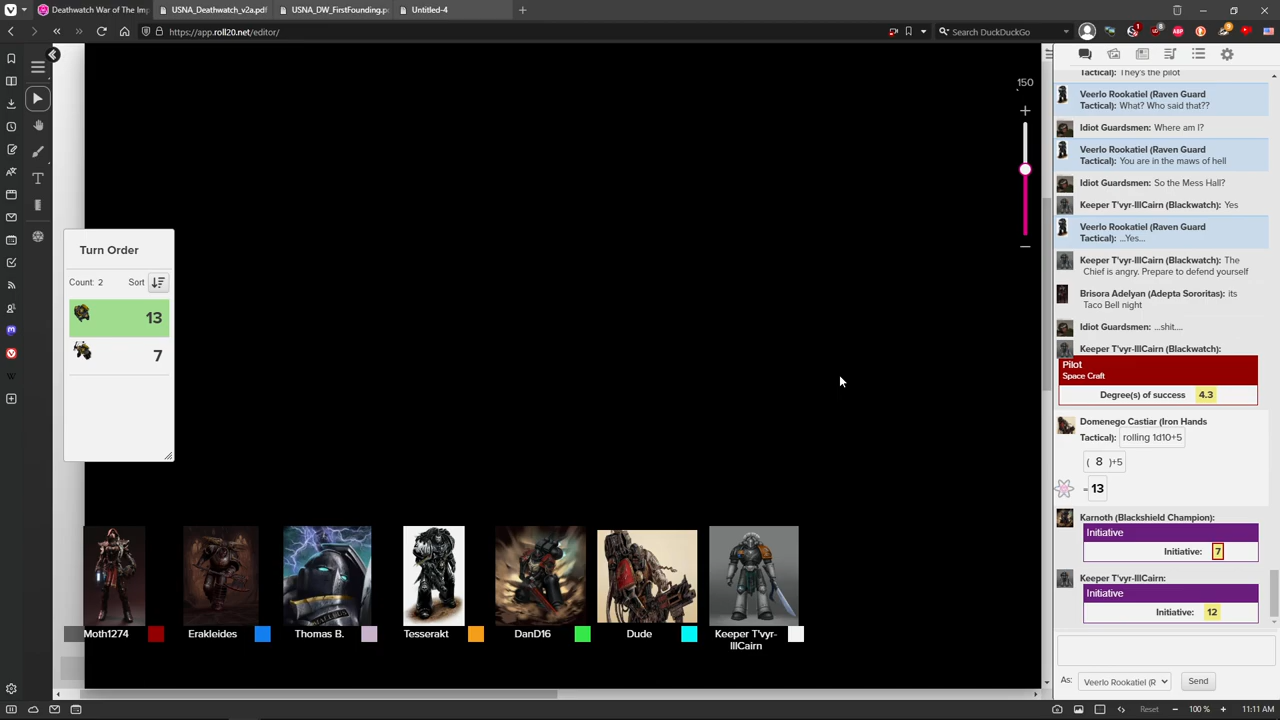 Deathwatch War of The Imp
USNA_Deathwatch_v2a.pdf
USNA_DW_FirstFounding.p
Untitled-4
https://app.roll20.net/editor/
Search DuckDuckGo
150
Turn Order
Count: 2 Sort
13
7
Moth1274
Erakleides
Thomas B.
Tesserakt
DanD16
Dude
Keeper T'vyr-
IllCairn
Tactical): They's the pilot
Veerlo Rookatiel (Raven Guard
Tactical): What? Who said that??
Idiot Guardsmen: Where am I?
Veerlo Rookatiel (Raven Guard
Tactical): You are in the maws of hell
Idiot Guardsmen: So the Mess Hall?
Keeper T'vyr-IllCairn (Blackwatch): Yes
Veerlo Rookatiel (Raven Guard
Tactical): ...Yes...
Keeper T'vyr-IllCairn (Blackwatch): The
Chief is angry. Prepare to defend yourself
Brisora Adelyan (Adepta Sororitas): its
Taco Bell night
Idiot Guardsmen: ...shit....
Keeper T'vyr-IllCairn (Blackwatch):
Pilot
Space Craft
Degree(s) of success 4.3
Domenego Castiar (Iron Hands
Tactical): rolling 1d10+5
( 8 )+5
=13
Karnoth (Blackshield Champion):
Initiative
Initiative: 7
Keeper T'vyr-IllCairn:
Initiative
Initiative: 12
As: Veerlo Rookatiel (R Send
Reset 100 % 11:11 AM